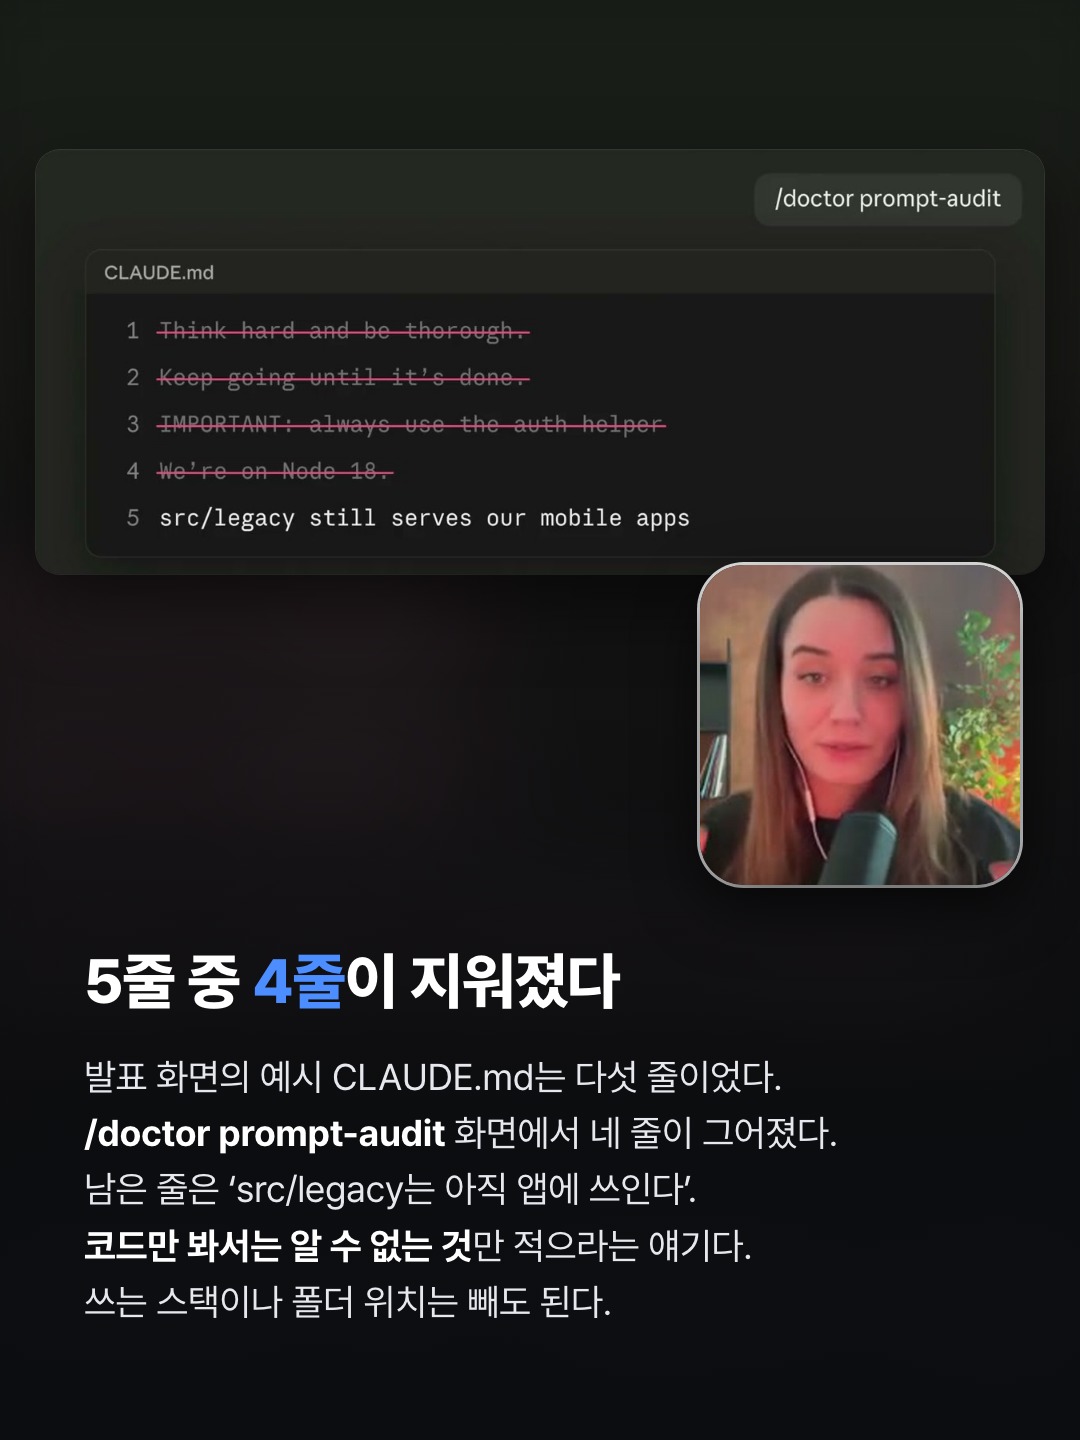 /doctor prompt-audit
CLAUDE.md
1 Think hard and be thorough.
2 Keep going until it’s done.
3 IMPORTANT: always use the auth helper
4 We’re on Node 18.
5 src/legacy still serves our mobile apps
5줄 중 4줄이 지워졌다
발표 화면의 예시 CLAUDE.md는 다섯 줄이었다.
/doctor prompt-audit 화면에서 네 줄이 그어졌다.
남은 줄은 ‘src/legacy는 아직 앱에 쓰인다’.
코드만 봐서는 알 수 없는 것만 적으라는 얘기다.
쓰는 스택이나 폴더 위치는 빼도 된다.